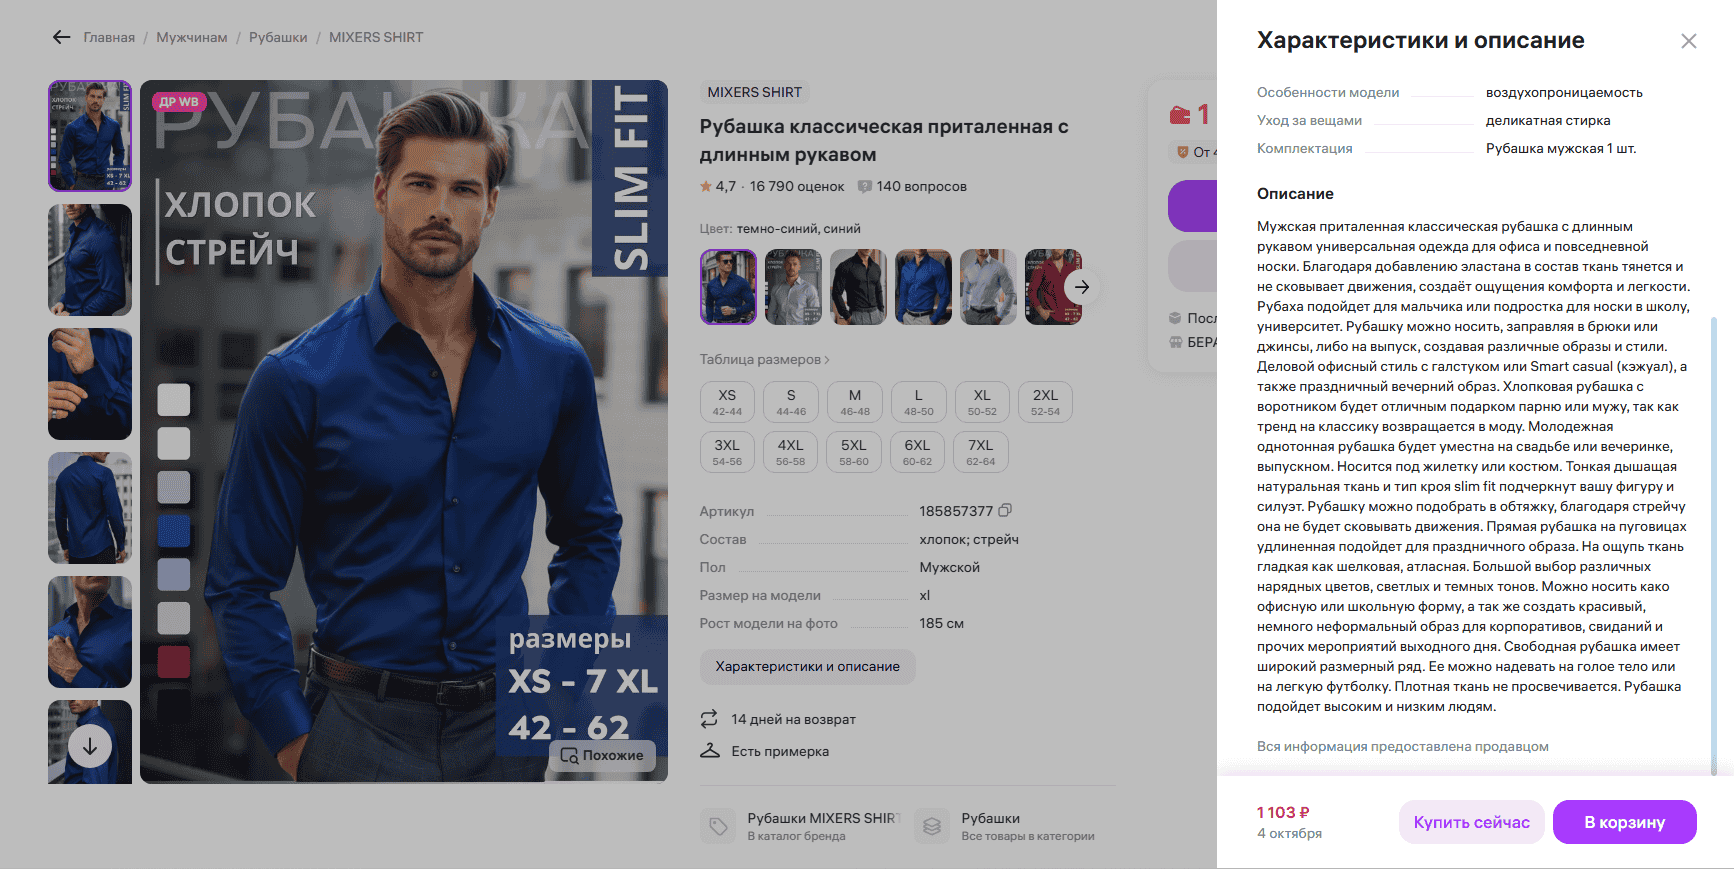 Главная / Мужчинам / Рубашки / MIXERS SHIRT
ДР WB
РУБАШКА
ХЛОПОК
СТРЕЙЧ
SLIM FIT
размеры
XS - 7 XL
42 - 62
Похожие
MIXERS SHIRT
Рубашка классическая приталенная с
длинным рукавом
4,7 · 16 790 оценок 140 вопросов
Цвет: темно-синий, синий
Таблица размеров
XS S M L XL 2XL
42-44 44-46 46-48 48-50 50-52 52-54
3XL 4XL 5XL 6XL 7XL
54-56 56-58 58-60 60-62 62-64
Артикул 185857377
Состав хлопок; стрейч
Пол Мужской
Размер на модели xl
Рост модели на фото 185 см
Характеристики и описание
14 дней на возврат
Есть примерка
Рубашки MIXERS SHIRT
В каталог бренда
Рубашки
Все товары в категории
1
От 4
Посл
БЕРА
Характеристики и описание
Особенности модели воздухопроницаемость
Уход за вещами деликатная стирка
Комплектация Рубашка мужская 1 шт.
Описание
Мужская приталенная классическая рубашка с длинным
рукавом универсальная одежда для офиса и повседневной
носки. Благодаря добавлению эластана в состав ткань тянется и
не сковывает движения, создаёт ощущения комфорта и легкости.
Рубаха подойдет для мальчика или подростка для носки в школу,
университет. Рубашку можно носить, заправляя в брюки или
джинсы, либо на выпуск, создавая различные образы и стили.
Деловой офисный стиль с галстуком или Smart casual (кэжуал), а
также праздничный вечерний образ. Хлопковая рубашка с
воротником будет отличным подарком парню или мужу, так как
тренд на классику возвращается в моду. Молодежная
однотонная рубашка будет уместна на свадьбе или вечеринке,
выпускном. Носится под жилетку или костюм. Тонкая дышащая
натуральная ткань и тип кроя slim fit подчеркнут вашу фигуру и
силуэт. Рубашку можно подобрать в обтяжку, благодаря стрейчу
она не будет сковывать движения. Прямая рубашка на пуговицах
удлиненная подойдет для праздничного образа. На ощупь ткань
гладкая как шелковая, атласная. Большой выбор различных
нарядных цветов, светлых и темных тонов. Можно носить како
офисную или школьную форму, а так же создать красивый,
немного неформальный образ для корпоративов, свиданий и
прочих мероприятий выходного дня. Свободная рубашка имеет
широкий размерный ряд. Ее можно надевать на голое тело или
на легкую футболку. Плотная ткань не просвечивается. Рубашка
подойдет высоким и низким людям.
Вся информация предоставлена продавцом
1 103 ₽
4 октября
Купить сейчас
В корзину